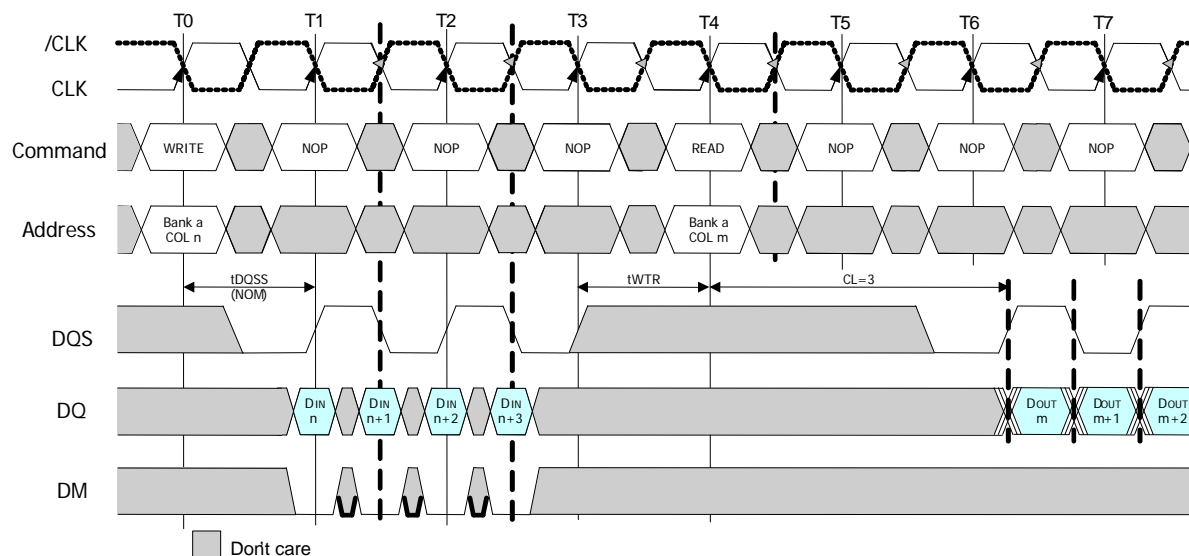 T0 T1 T2 T3 T4 T5 T6 T7
/CLK
CLK
Command WRITE NOP NOP NOP READ NOP NOP NOP
Address Bank a COL n Bank a COL m
tDQSS (NOM) tWTR CL=3
DQS
DQ DIN n DIN n+1 DIN n+2 DIN n+3 DOUT m DOUT m+1 DOUT m+2
DM
Don't care